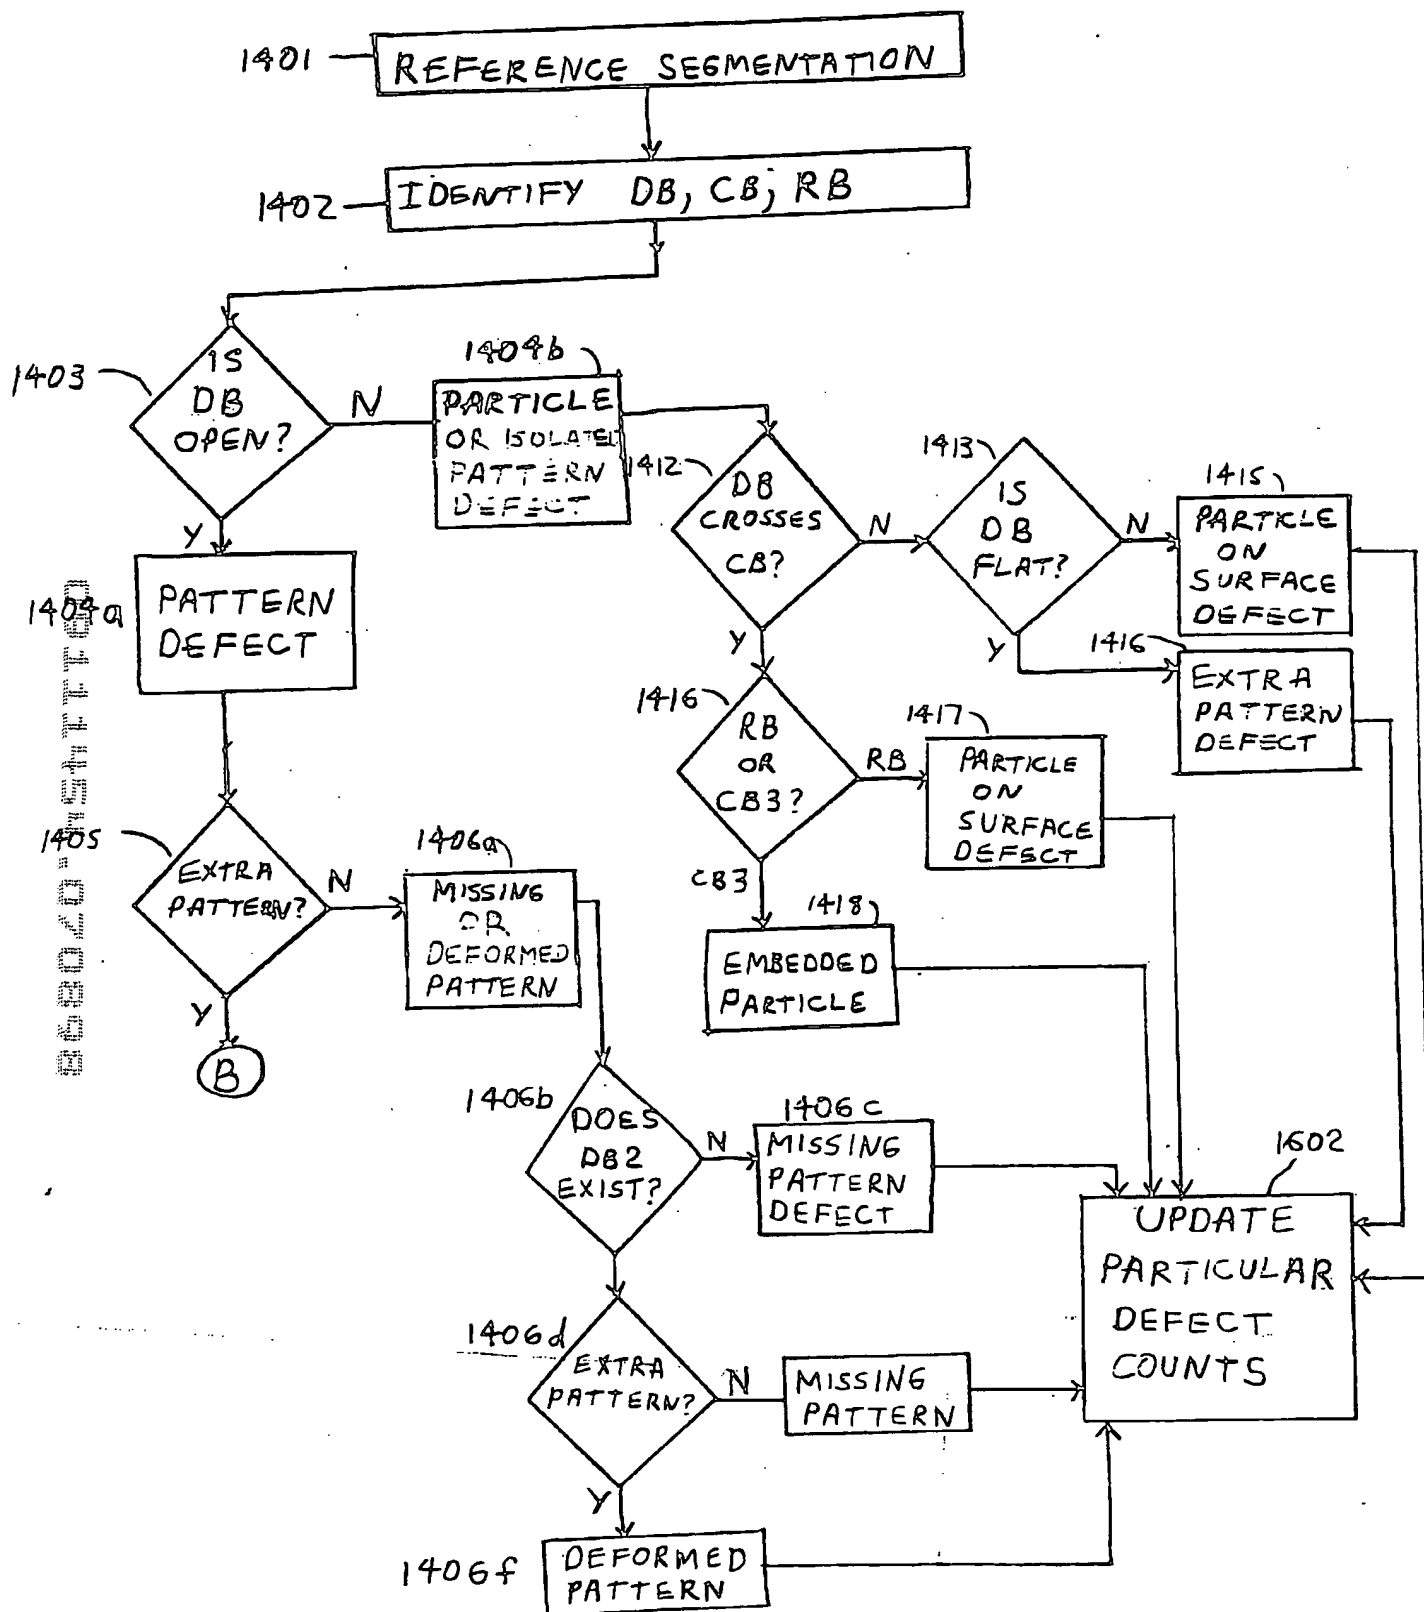 1401
REFERENCE SEGMENTATION
1402
IDENTIFY DB, CB, RB
1403
IS
DB
OPEN?
N
Y
1404b
PARTICLE
OR ISOLATED
PATTERN
DEFECT
1412
DB
CROSSES
CB?
N
Y
1413
IS
DB
FLAT?
N
Y
1415
PARTICLE
ON
SURFACE
DEFECT
1416
EXTRA
PATTERN
DEFECT
1404a
PATTERN
DEFECT
1416
RB
OR
CB3?
RB
CB3
1417
PARTICLE
ON
SURFACE
DEFECT
1418
EMBEDDED
PARTICLE
1405
EXTRA
PATTERN?
N
Y
B
1406a
MISSING
OR
DEFORMED
PATTERN
1406b
DOES
DB2
EXIST?
N
1406c
MISSING
PATTERN
DEFECT
1406d
EXTRA
PATTERN?
N
Y
MISSING
PATTERN
1406f
DEFORMED
PATTERN
1602
UPDATE
PARTICULAR
DEFECT
COUNTS